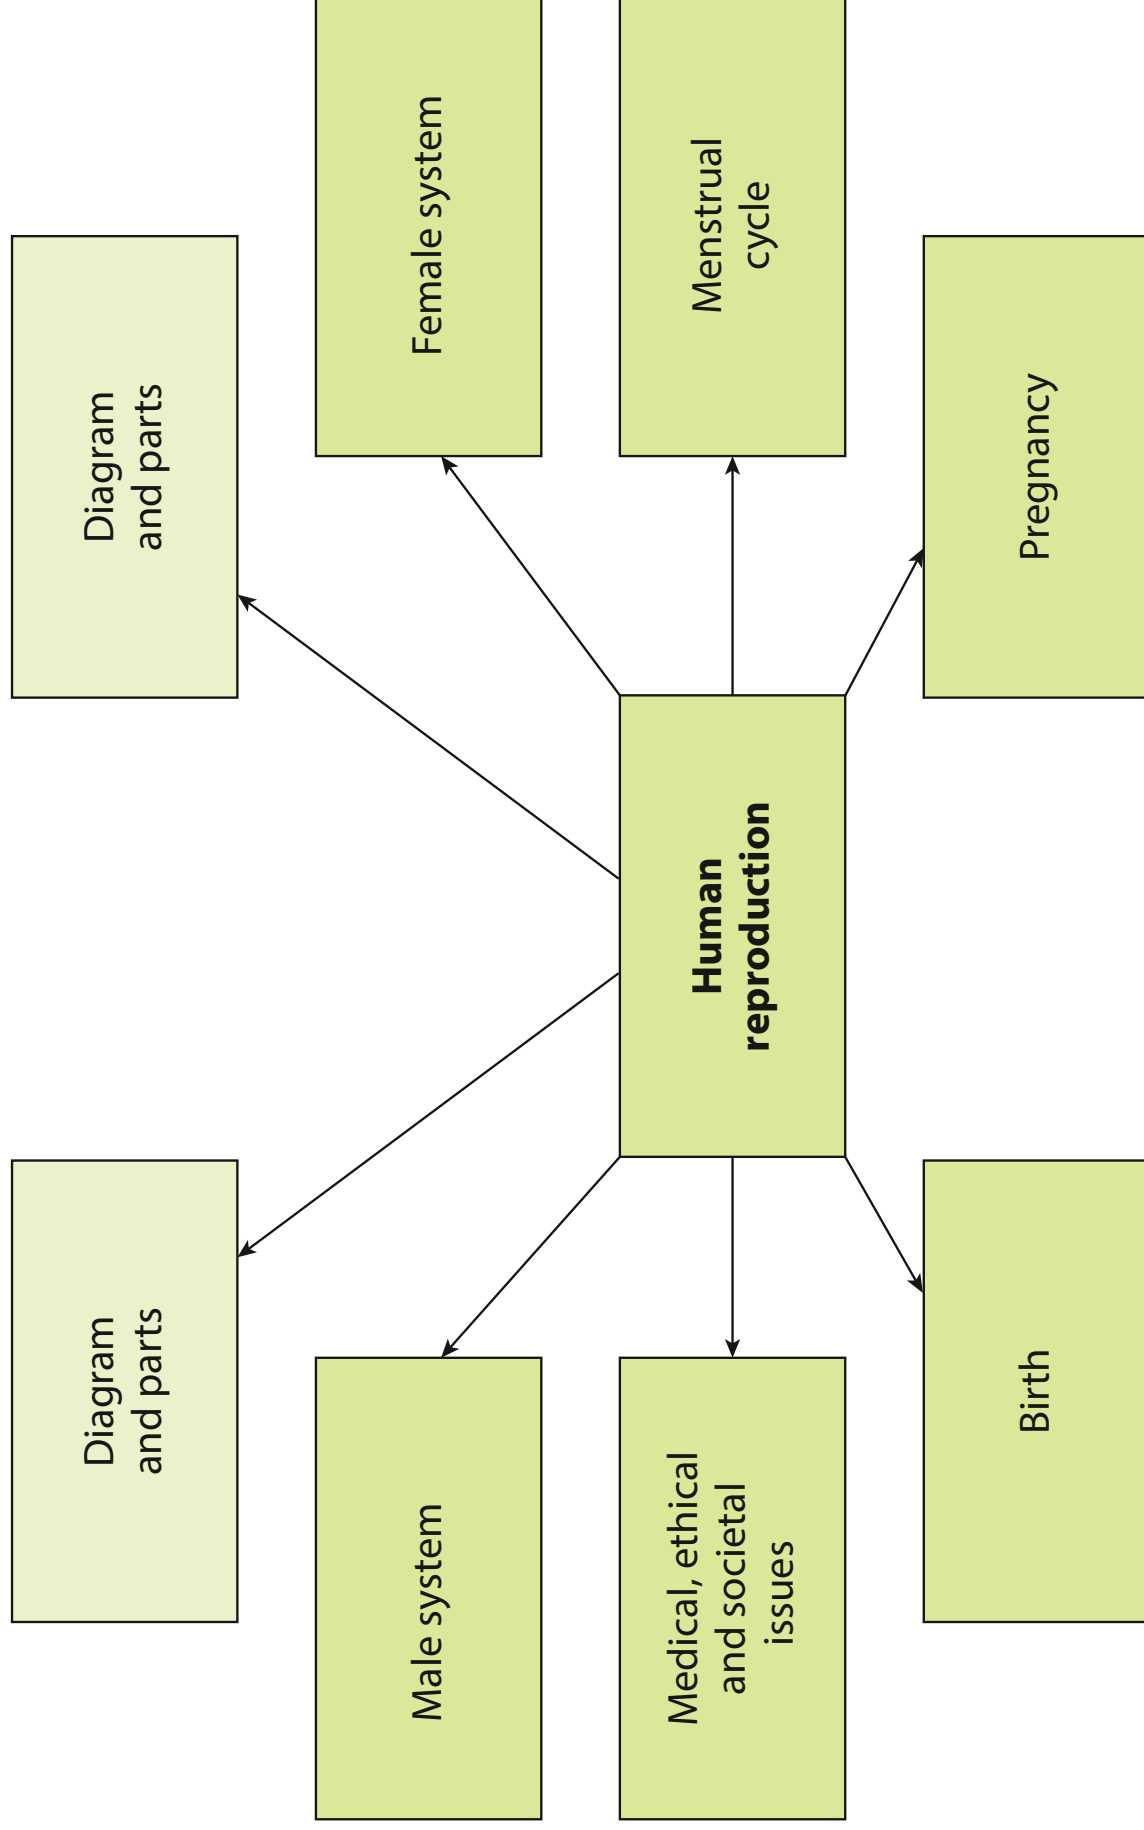 Diagram
and parts
Diagram
and parts
Male system
Female system
Medical, ethical
and societal
issues
Human
reproduction
Menstrual
cycle
Birth
Pregnancy